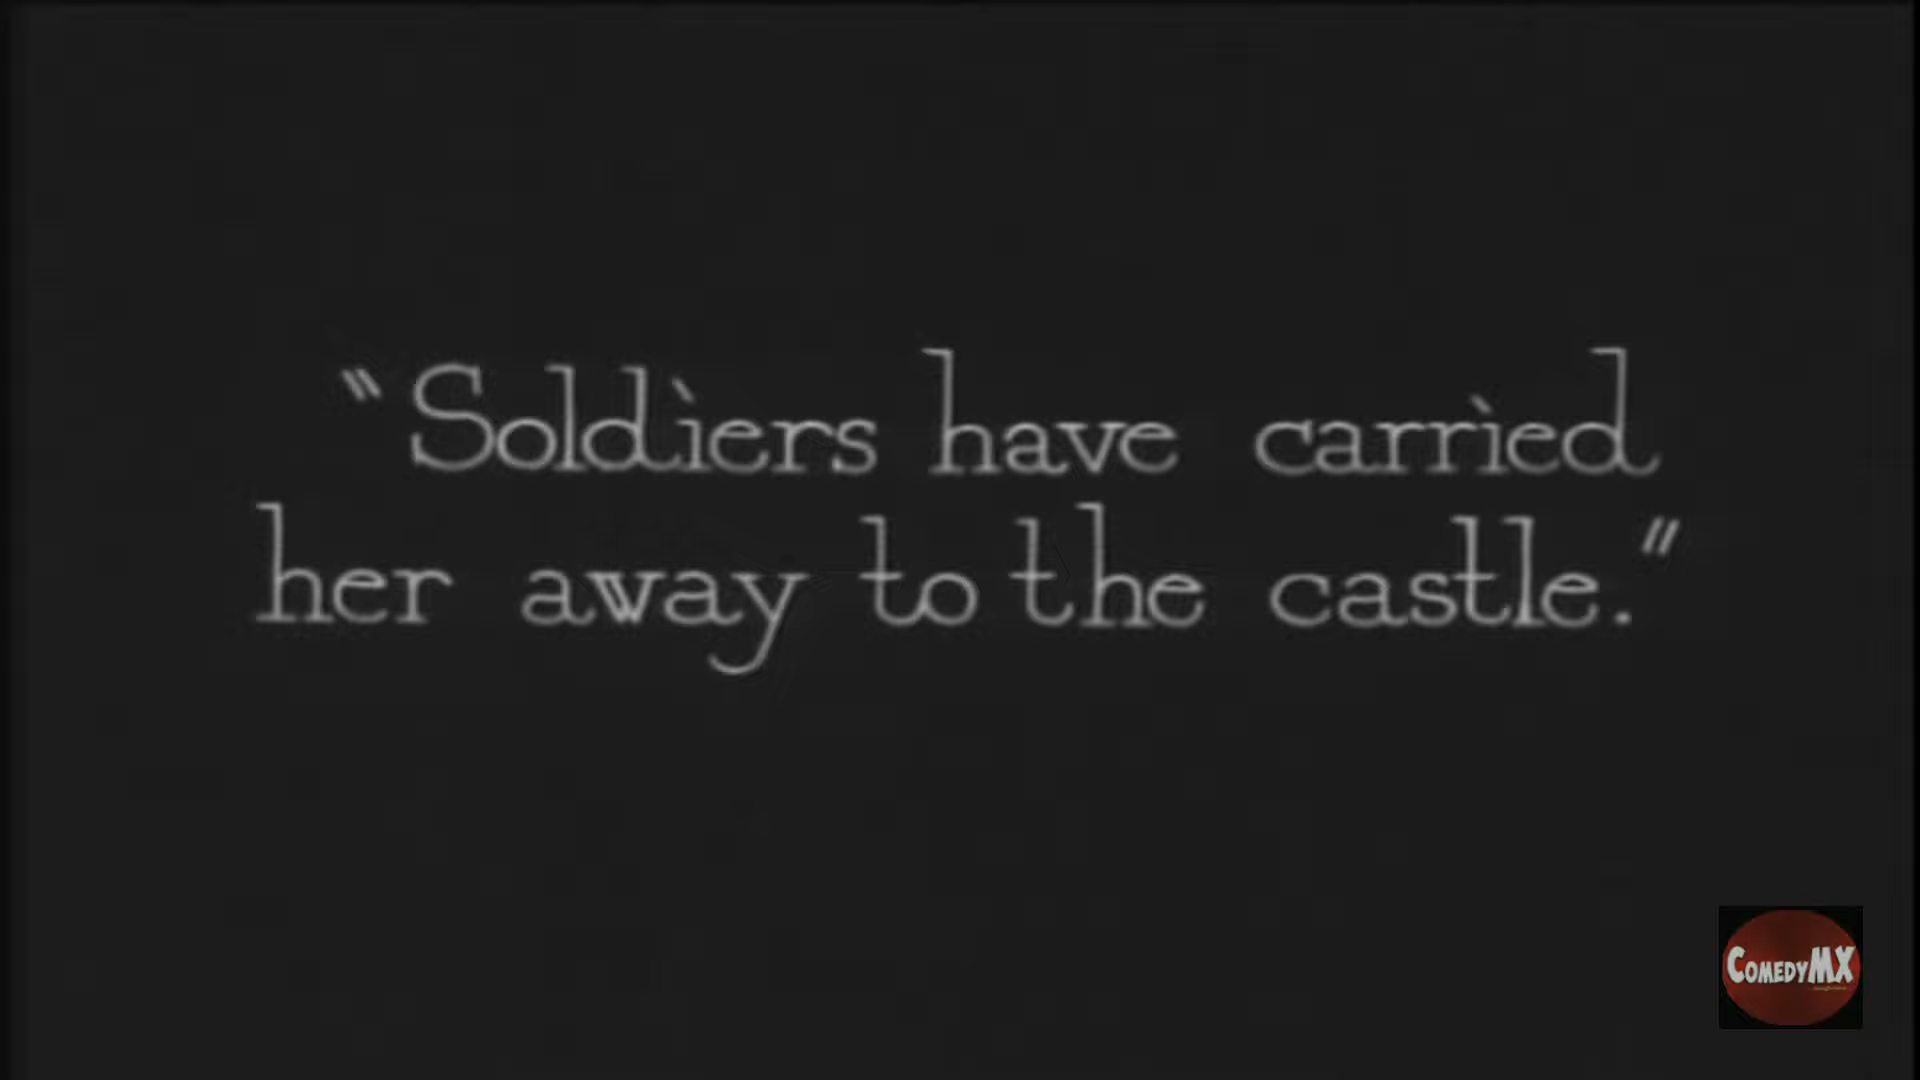 “Soldiers have carried
her away to the castle.”
COMEDYMX